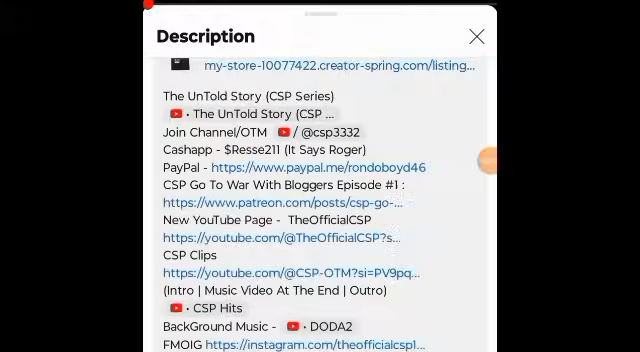 Description
my-store-10077422.creator-spring.com/listing...
The UnTold Story (CSP Series)
• The UnTold Story (CSP ...
Join Channel/OTM / @csp3332
Cashapp - $Resse211 (It Says Roger)
PayPal - https://www.paypal.me/rondoboyd46
CSP Go To War With Bloggers Episode #1 :
https://www.patreon.com/posts/csp-go-...
New YouTube Page - TheOfficialCSP
https://youtube.com/@TheOfficialCSP?s...
CSP Clips
https://youtube.com/@CSP-OTM?si=PV9pq...
(Intro | Music Video At The End | Outro)
• CSP Hits
BackGround Music - • DODA2
FMOIG https://instagram.com/theofficialcsp1...